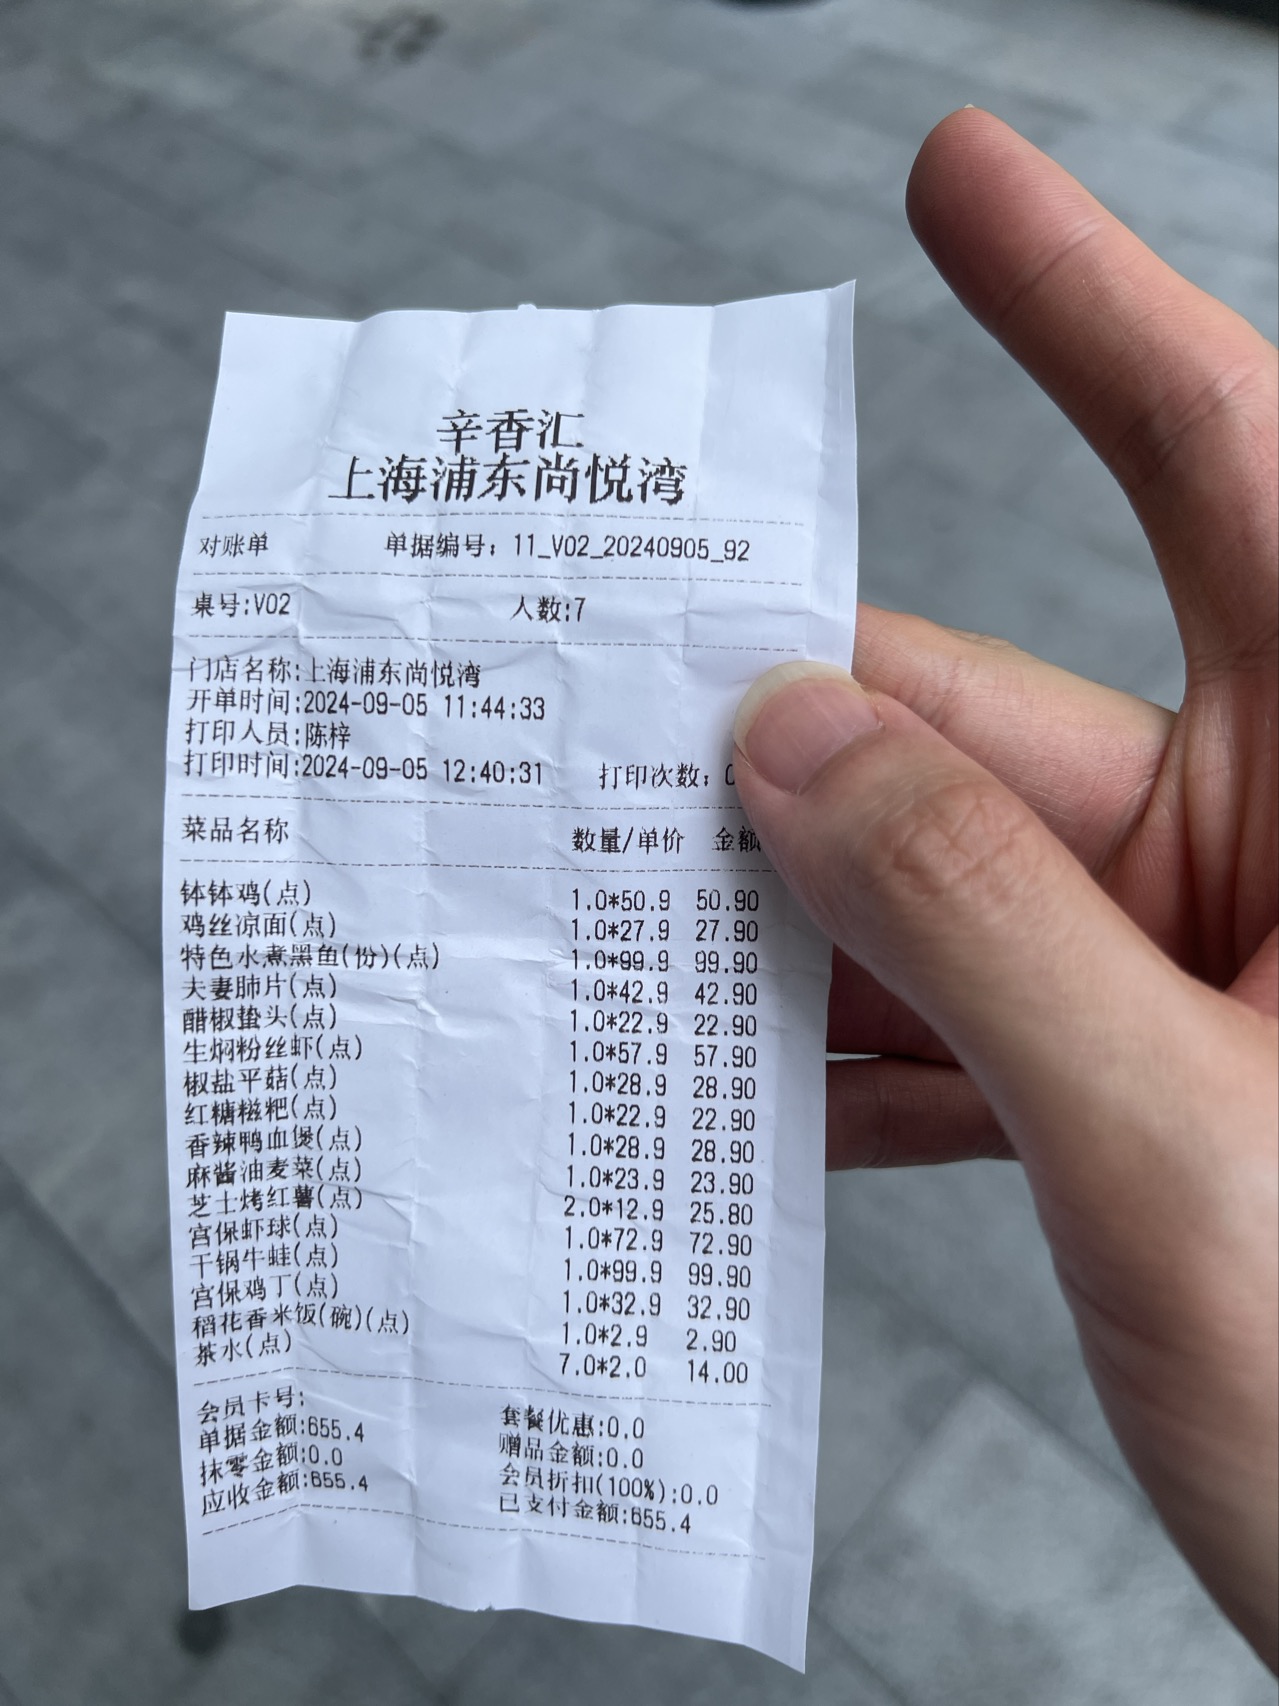 辛香汇
上海浦东尚悦湾
对账单 单据编号：11_V02_20240905_92
桌号:V02 人数:7
门店名称:上海浦东尚悦湾
开单时间:2024-09-05 11:44:33
打印人员:陈梓
打印时间:2024-09-05 12:40:31 打印次数：0
菜品名称 数量/单价 金额
钵钵鸡(点) 1.0*50.9 50.90
鸡丝凉面(点) 1.0*27.9 27.90
特色水煮黑鱼(份)(点) 1.0*99.9 99.90
夫妻肺片(点) 1.0*42.9 42.90
醋椒蛰头(点) 1.0*22.9 22.90
生焖粉丝虾(点) 1.0*57.9 57.90
椒盐平菇(点) 1.0*28.9 28.90
红糖糍粑(点) 1.0*22.9 22.90
香辣鸭血煲(点) 1.0*28.9 28.90
麻酱油麦菜(点) 1.0*23.9 23.90
芝士烤红薯(点) 2.0*12.9 25.80
宫保虾球(点) 1.0*72.9 72.90
干锅牛蛙(点) 1.0*99.9 99.90
宫保鸡丁(点) 1.0*32.9 32.90
稻花香米饭(碗)(点) 1.0*2.9 2.90
茶水(点) 7.0*2.0 14.00
会员卡号: 套餐优惠:0.0
单据金额:655.4 赠品金额:0.0
抹零金额:0.0 会员折扣(100%):0.0
应收金额:655.4 已支付金额:655.4